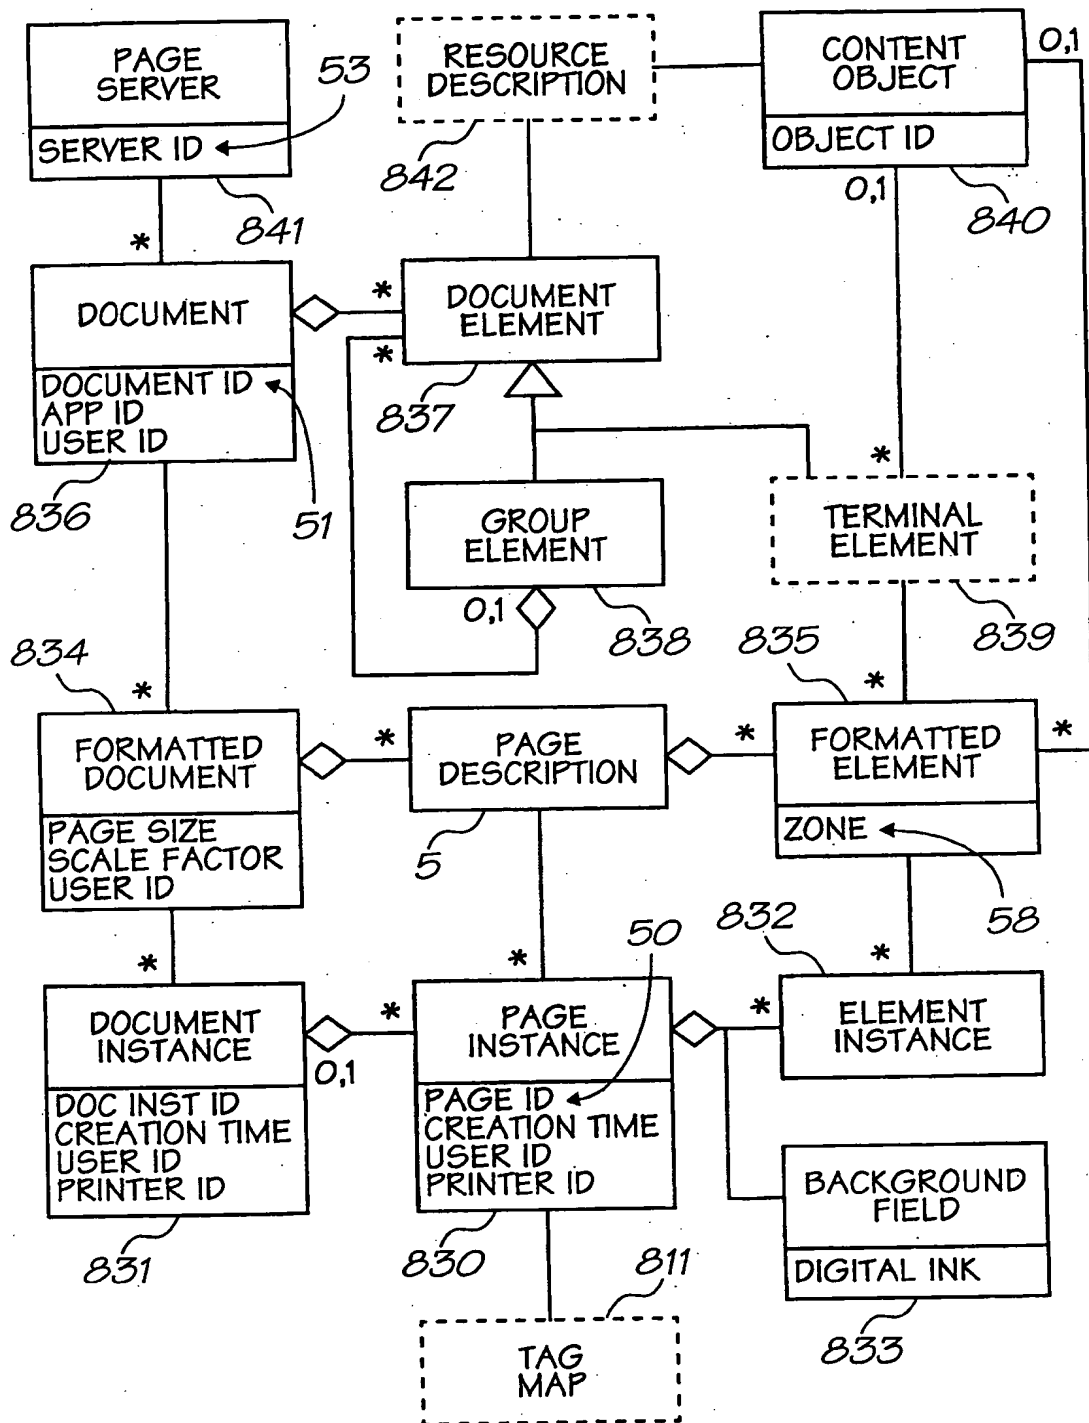 PAGE
SERVER
SERVER ID
53
841
*
RESOURCE
DESCRIPTION
842
CONTENT
OBJECT
OBJECT ID
0,1
0,1
840
DOCUMENT
DOCUMENT ID
APP ID
USER ID
836
51
*
*
DOCUMENT
ELEMENT
837
GROUP
ELEMENT
0,1
838
*
TERMINAL
ELEMENT
839
834
*
FORMATTED
DOCUMENT
PAGE SIZE
SCALE FACTOR
USER ID
*
PAGE
DESCRIPTION
5
835
*
*
*
FORMATTED
ELEMENT
ZONE
58
*
DOCUMENT
INSTANCE
0,1
DOC INST ID
CREATION TIME
USER ID
PRINTER ID
831
*
*
50
PAGE
INSTANCE
PAGE ID
CREATION TIME
USER ID
PRINTER ID
830
832
*
*
ELEMENT
INSTANCE
BACKGROUND
FIELD
DIGITAL INK
833
811
TAG
MAP